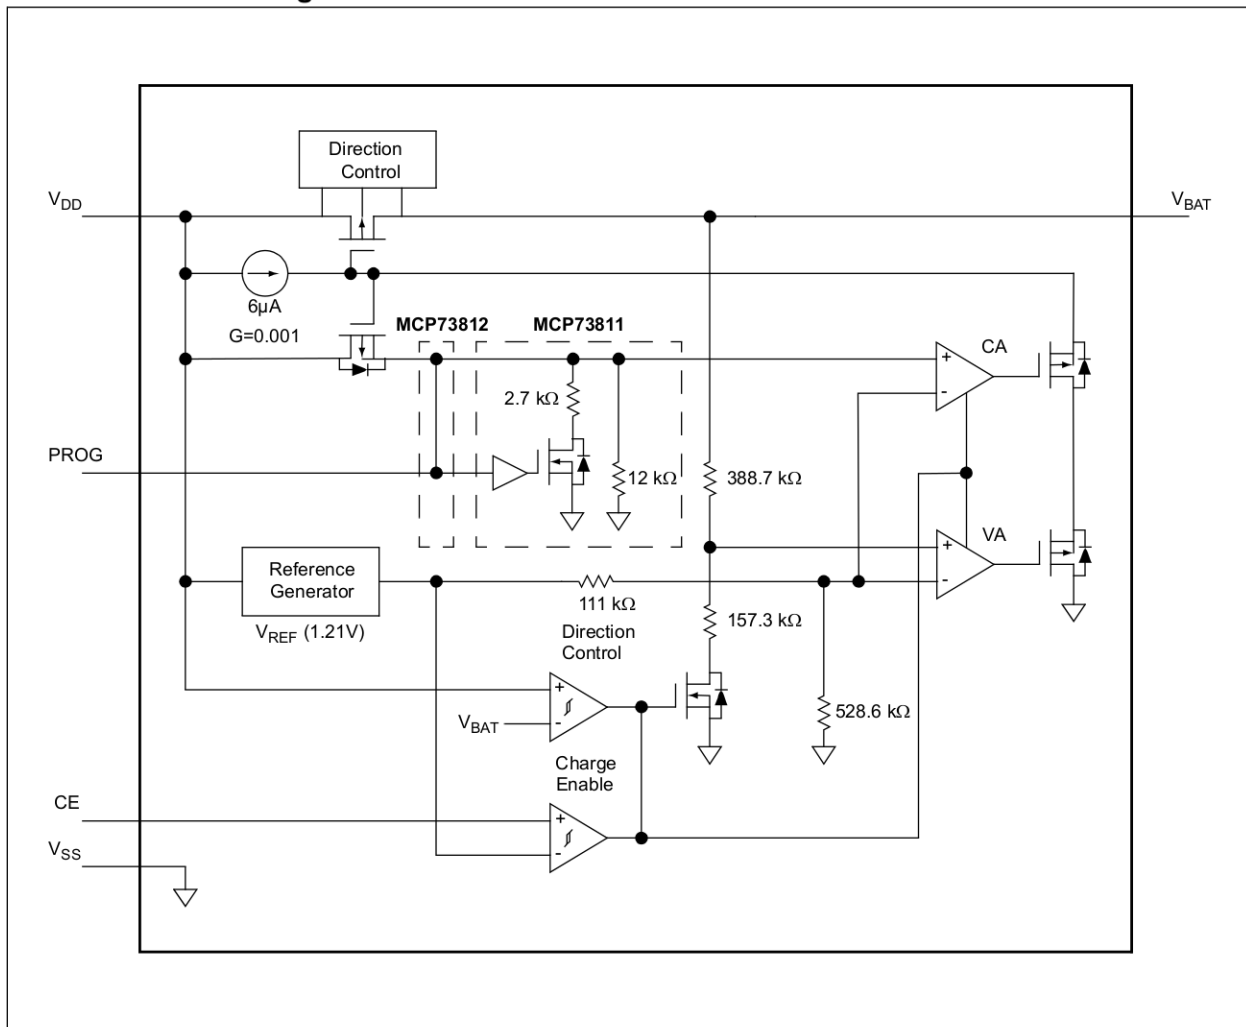 Direction
Control
V_DD
V_BAT
6µA
G=0.001
MCP73812
MCP73811
CA
+
-
2.7 kΩ
PROG
12 kΩ
388.7 kΩ
VA
+
-
Reference
Generator
111 kΩ
V_REF (1.21V)
157.3 kΩ
Direction
Control
+
V_BAT
-
528.6 kΩ
Charge
Enable
CE
+
-
V_SS